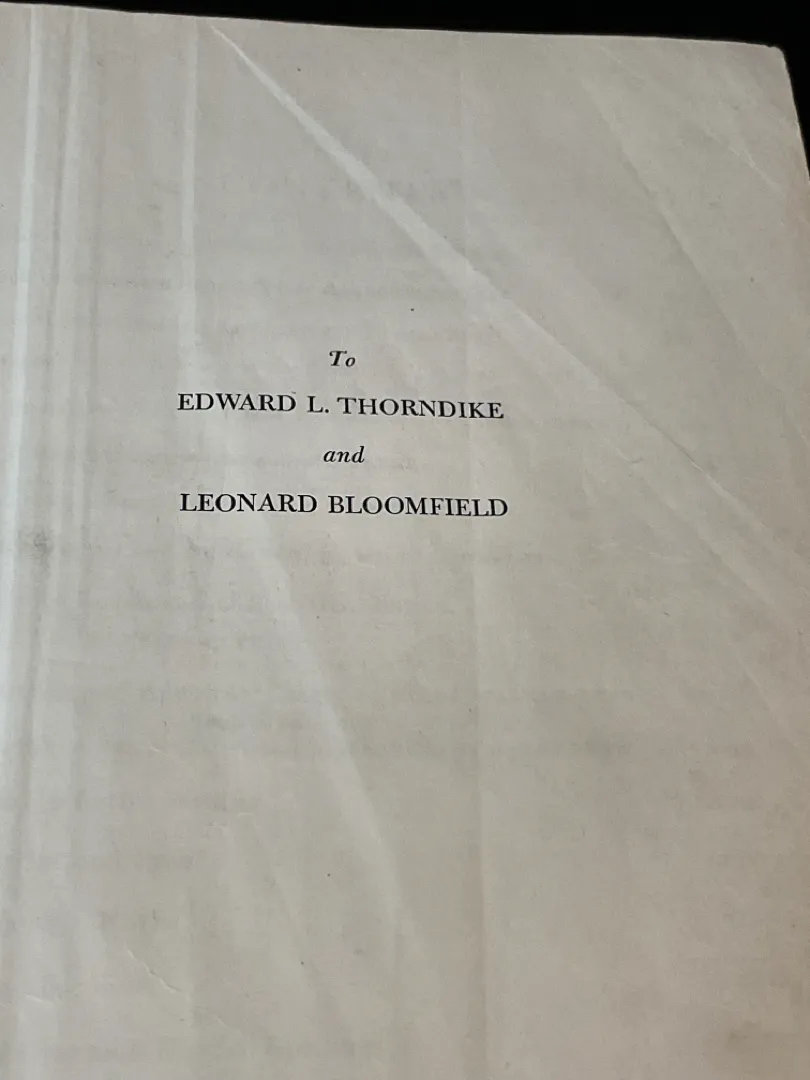 To
EDWARD L. THORNDIKE
and
LEONARD BLOOMFIELD